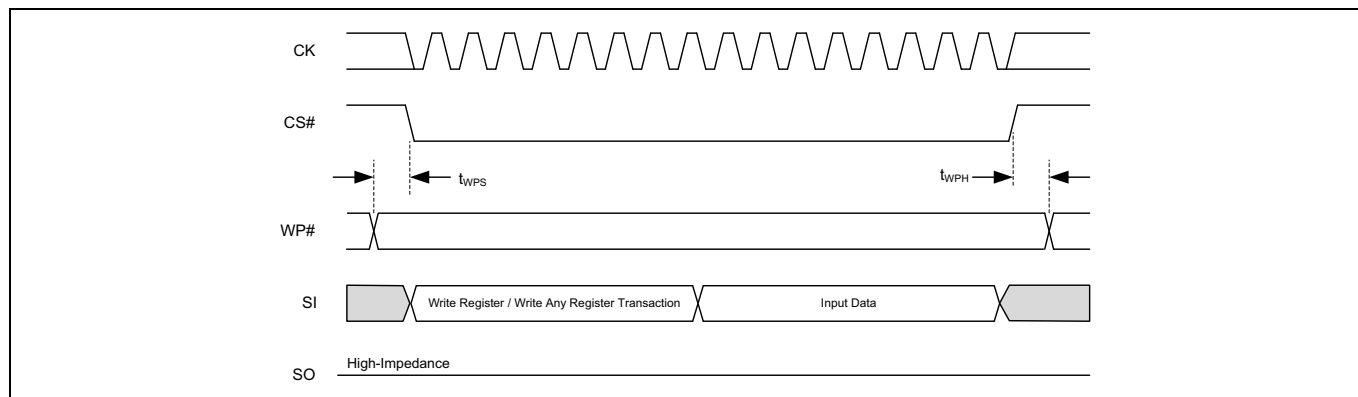 CK
CS#
tWPS
tWPH
WP#
SI
Write Register / Write Any Register Transaction
Input Data
High-Impedance
SO